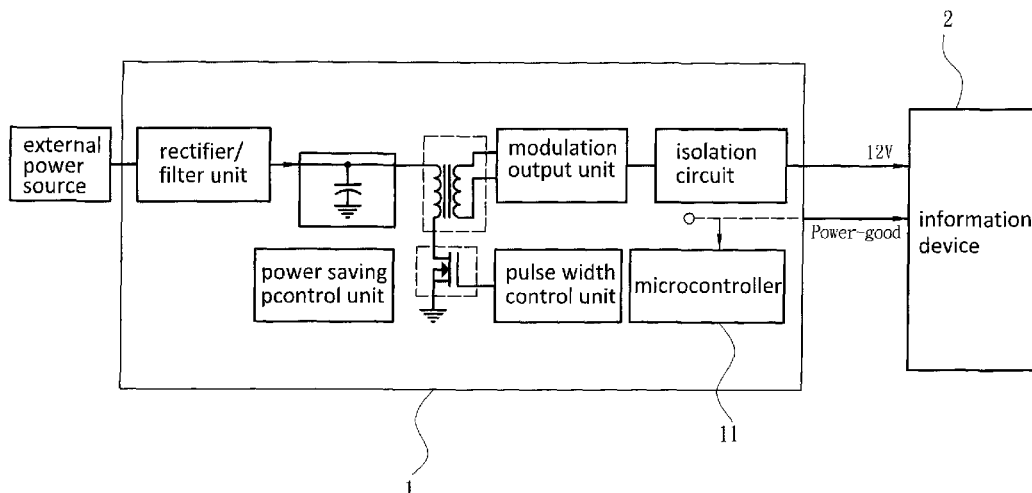 2
external
power
source
rectifier/
filter unit
modulation
output unit
isolation
circuit
12V
Power-good
information
device
power saving
pcontrol unit
pulse width
control unit
microcontroller
11
1